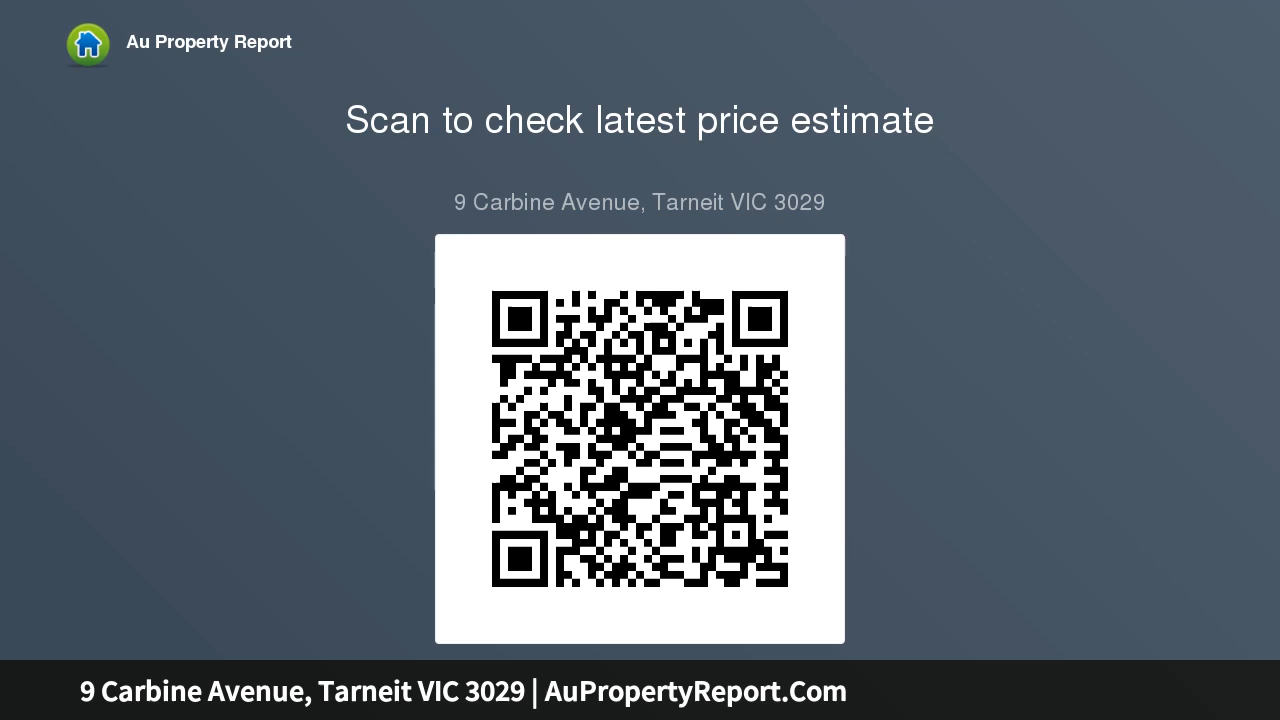 Au Property Report
Scan to check latest price estimate
9 Carbine Avenue, Tarneit VIC 3029
9 Carbine Avenue, Tarneit VIC 3029 | AuPropertyReport.Com